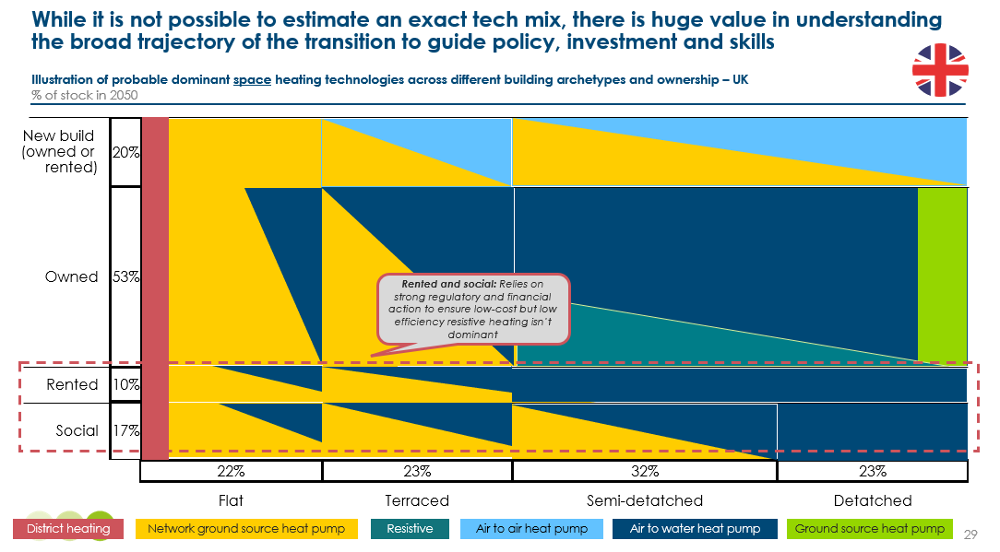 While it is not possible to estimate an exact tech mix, there is huge value in understanding
the broad trajectory of the transition to guide policy, investment and skills
Illustration of probable dominant space heating technologies across different building archetypes and ownership – UK
% of stock in 2050
New build
(owned or
rented)
20%
Owned
53%
Rented and social: Relies on
strong regulatory and financial
action to ensure low-cost but low
efficiency resistive heating isn't
dominant
Rented
10%
Social
17%
22%
23%
32%
23%
Flat
Terraced
Semi-detatched
Detatched
District heating
Network ground source heat pump
Resistive
Air to air heat pump
Air to water heat pump
Ground source heat pump
29